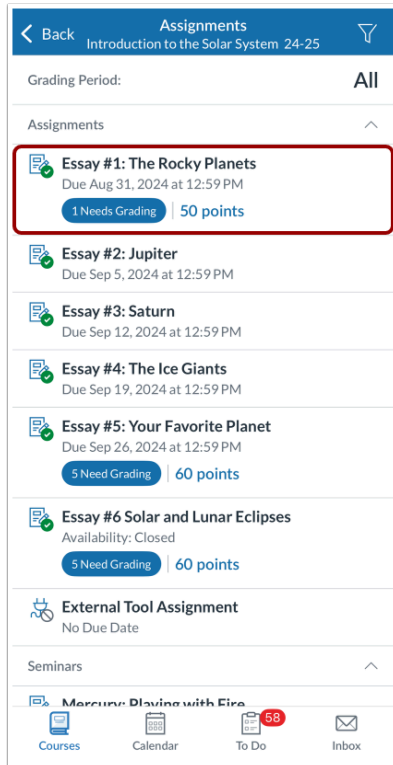 Back
Assignments
Introduction to the Solar System 24-25
Grading Period:
All
Assignments
Essay #1: The Rocky Planets
Due Aug 31, 2024 at 12:59 PM
1 Needs Grading | 50 points
Essay #2: Jupiter
Due Sep 5, 2024 at 12:59 PM
Essay #3: Saturn
Due Sep 12, 2024 at 12:59 PM
Essay #4: The Ice Giants
Due Sep 19, 2024 at 12:59 PM
Essay #5: Your Favorite Planet
Due Sep 26, 2024 at 12:59 PM
5 Need Grading | 60 points
Essay #6 Solar and Lunar Eclipses
Availability: Closed
5 Need Grading | 60 points
External Tool Assignment
No Due Date
Seminars
Mercury: Playing with Fire
58
Courses
Calendar
To Do
Inbox